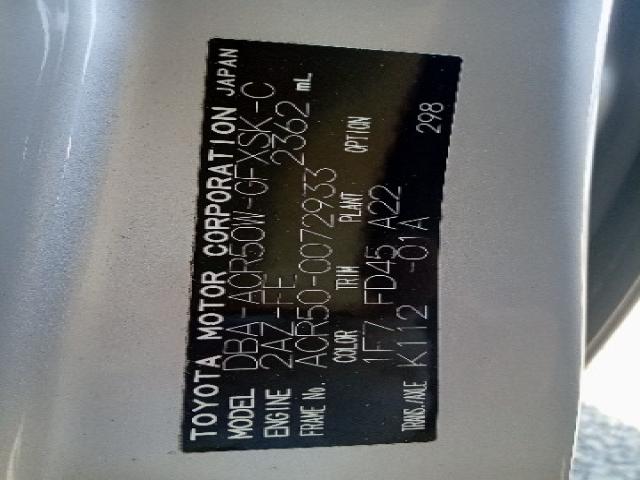 TOYOTA MOTOR CORPORATION JAPAN
MODEL DBA-ACR50W-GFXSK-C
ENGINE 2AZ-FE 2362 mL
FRAME No. ACR50-0072933
COLOR TRIM PLANT OPTION
1F7 FD45 A22
TRANS./AXLE K112 -01A 298